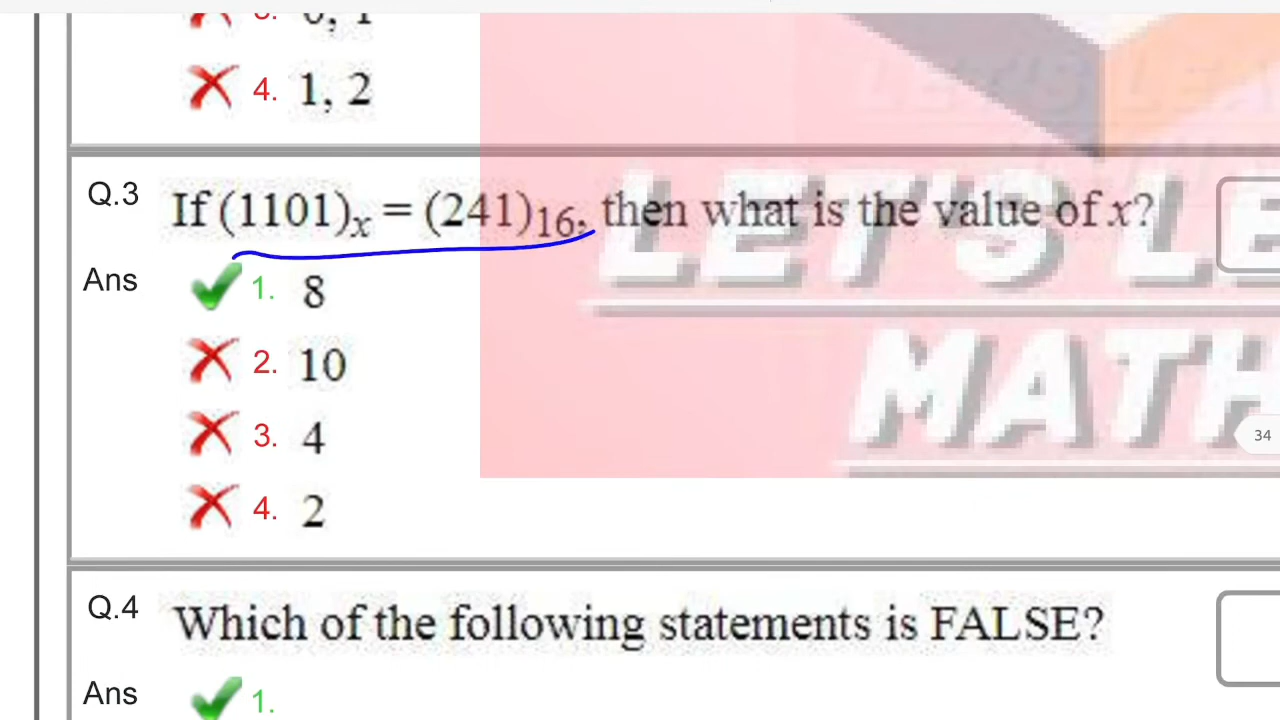 4. 1, 2
Q.3 If (1101)x = (241)16, then what is the value of x?
Ans 1. 8
2. 10
3. 4
4. 2
LET'S LE
MATH
34
Q.4 Which of the following statements is FALSE?
Ans 1.